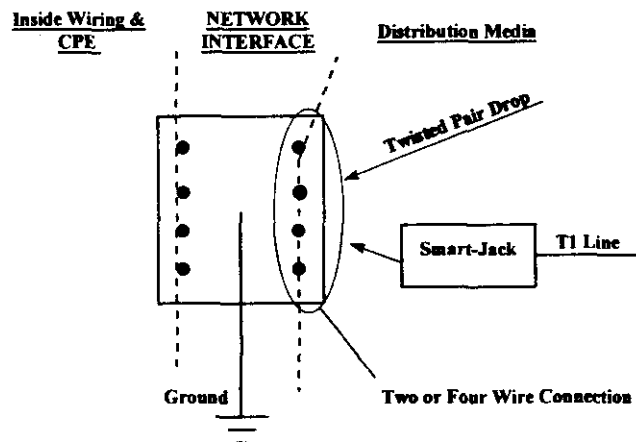 Inside Wiring &
CPE
NETWORK
INTERFACE
Distribution Media
Twisted Pair Drop
Smart-Jack
T1 Line
Ground
Two or Four Wire Connection